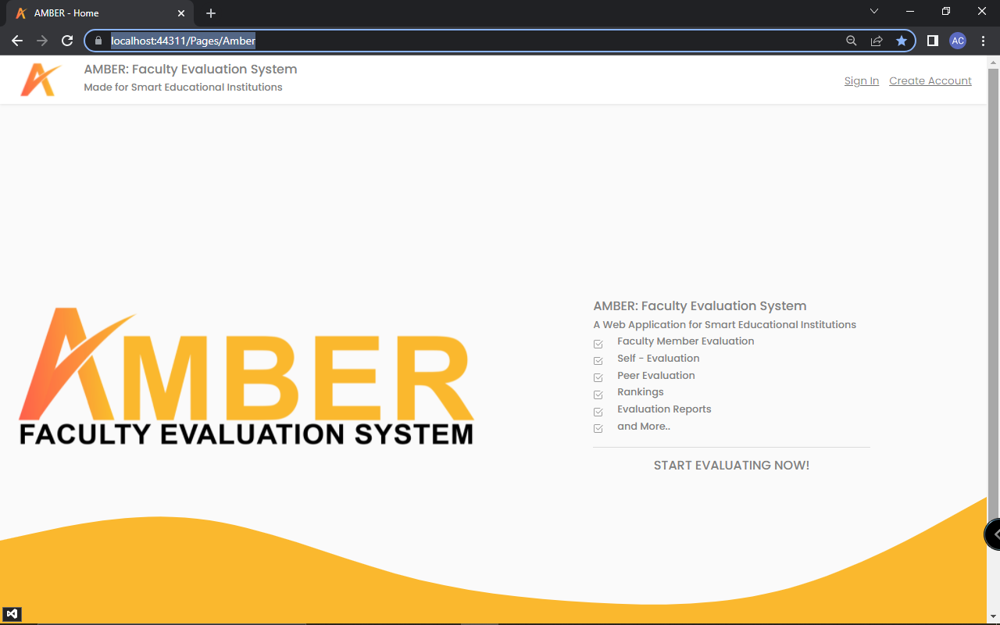 AMBER - Home
localhost:44311/Pages/Amber
AC
AMBER: Faculty Evaluation System
Made for Smart Educational Institutions
Sign In Create Account
AMBER
FACULTY EVALUATION SYSTEM
AMBER: Faculty Evaluation System
A Web Application for Smart Educational Institutions
Faculty Member Evaluation
Self - Evaluation
Peer Evaluation
Rankings
Evaluation Reports
and More..
START EVALUATING NOW!